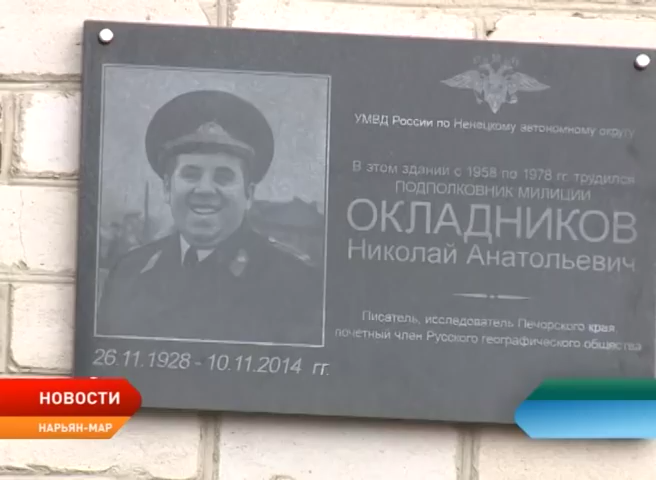 УМВД России по Ненецкому автономному округу
В этом здании с 1958 по 1978 гг. трудился
ПОДПОЛКОВНИК МИЛИЦИИ
ОКЛАДНИКОВ
Николай Анатольевич
Писатель, исследователь Печорского края,
почётный член Русского географического общества
26.11.1928 - 10.11.2014 гг.
НОВОСТИ
НАРЬЯН-МАР